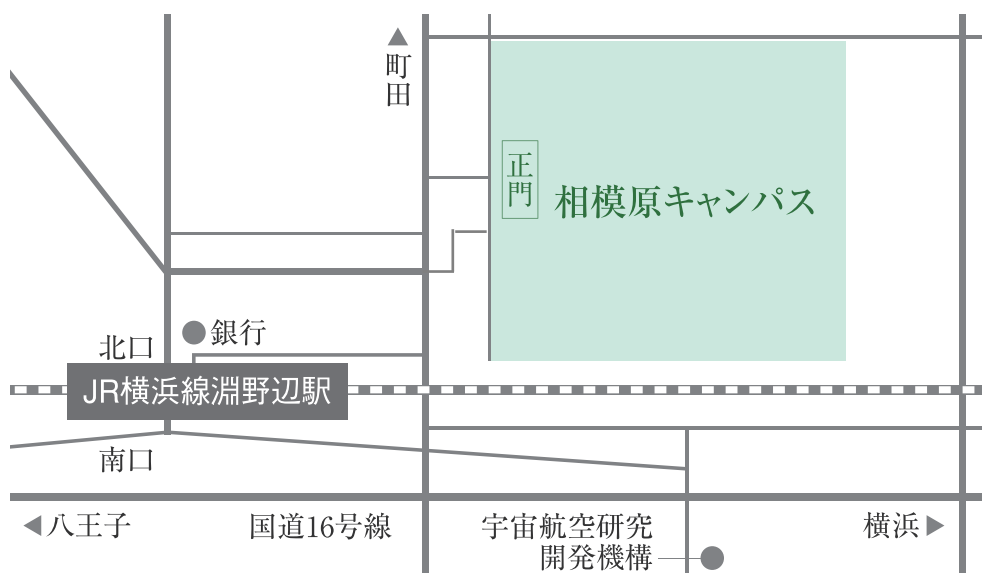 ▲
町田
正門
相模原キャンパス
北口
●銀行
JR横浜線淵野辺駅
南口
◀八王子
国道16号線
宇宙航空研究
開発機構
横浜▶